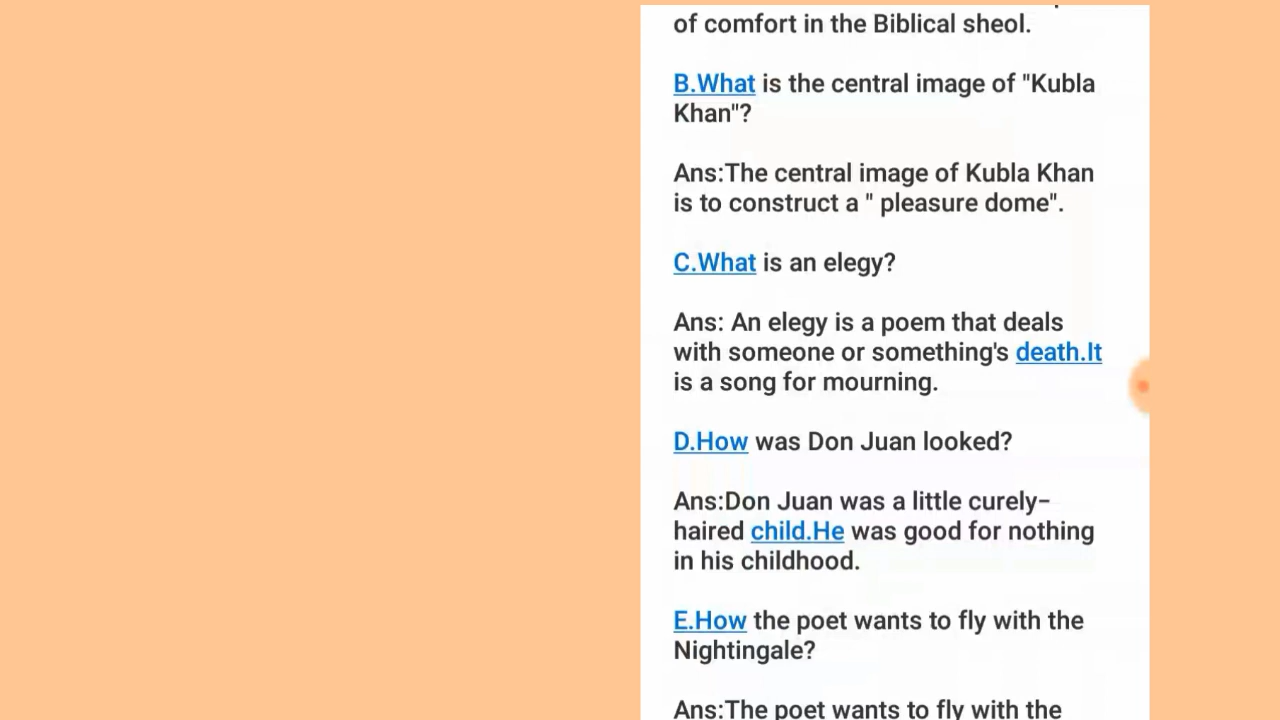 of comfort in the Biblical sheol.
B.What is the central image of "Kubla
Khan"?
Ans:The central image of Kubla Khan
is to construct a " pleasure dome".
C.What is an elegy?
Ans: An elegy is a poem that deals
with someone or something's death.It
is a song for mourning.
D.How was Don Juan looked?
Ans:Don Juan was a little curely-
haired child.He was good for nothing
in his childhood.
E.How the poet wants to fly with the
Nightingale?
Ans:The poet wants to fly with the